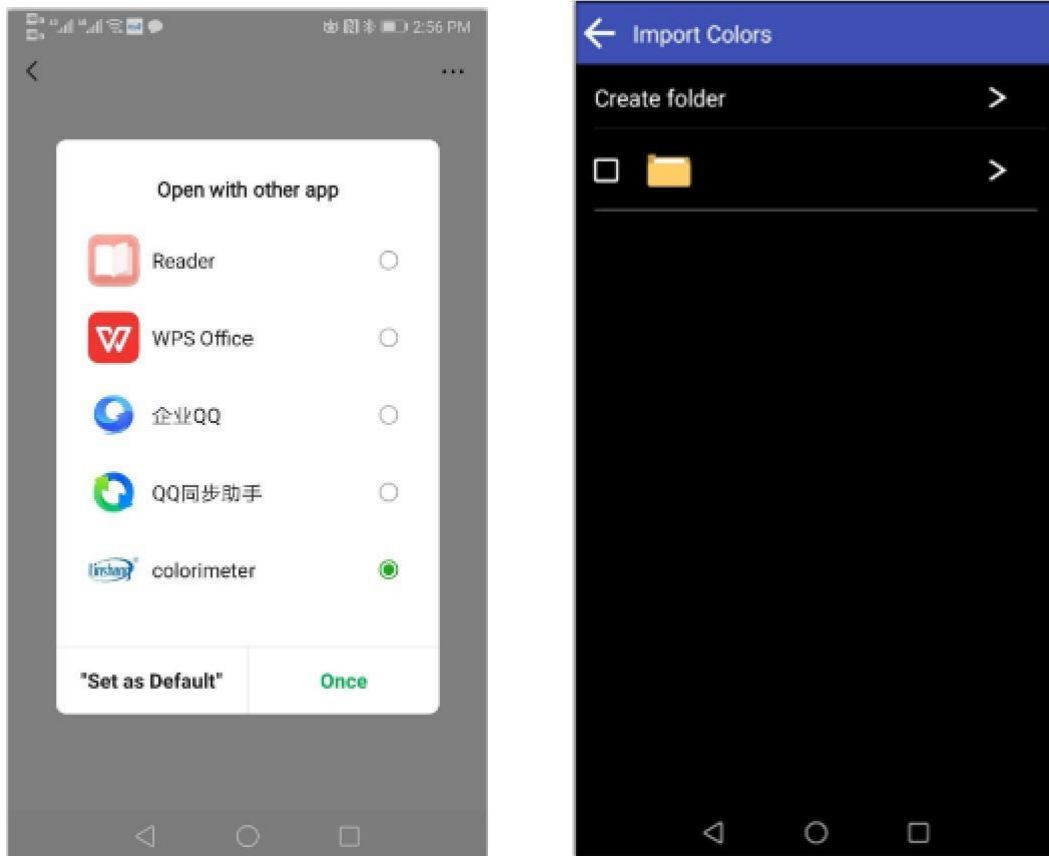 2:56 PM
Open with other app
Reader
WPS Office
企业QQ
QQ同步助手
linshang
colorimeter
"Set as Default"
Once
Import Colors
Create folder